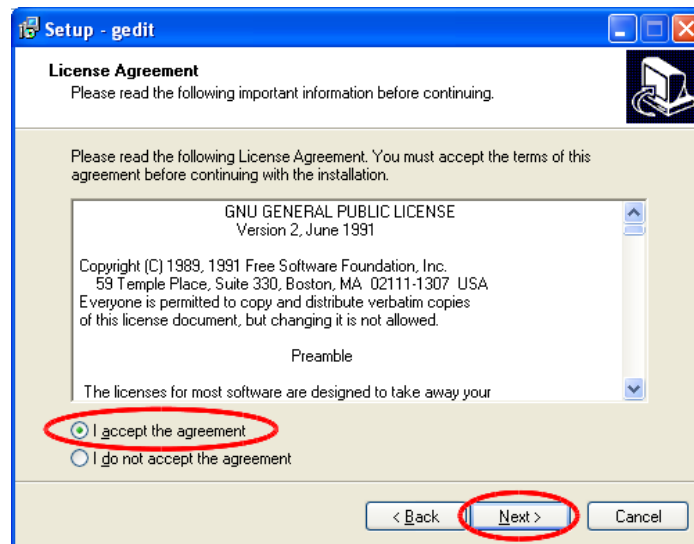 Setup - gedit
License Agreement
Please read the following important information before continuing.
Please read the following License Agreement. You must accept the terms of this
agreement before continuing with the installation.
GNU GENERAL PUBLIC LICENSE
Version 2, June 1991
Copyright (C) 1989, 1991 Free Software Foundation, Inc.
59 Temple Place, Suite 330, Boston, MA 02111-1307 USA
Everyone is permitted to copy and distribute verbatim copies
of this license document, but changing it is not allowed.
Preamble
The licenses for most software are designed to take away your
I accept the agreement
I do not accept the agreement
< Back Next > Cancel